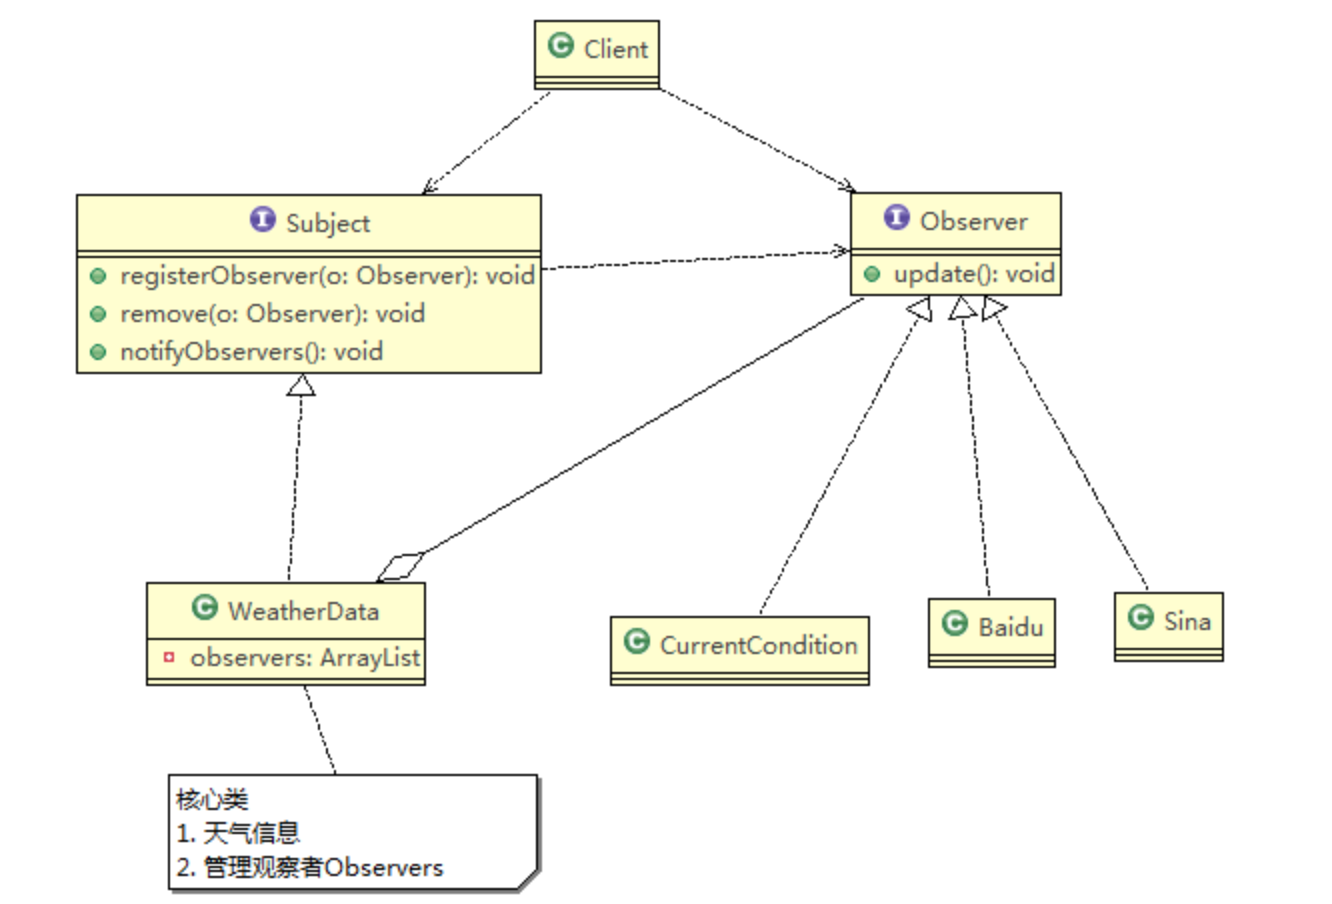 Client
Subject
registerObserver(o: Observer): void
remove(o: Observer): void
notifyObservers(): void
Observer
update(): void
WeatherData
observers: ArrayList
CurrentCondition
Baidu
Sina
核心类
1. 天气信息
2. 管理观察者Observers